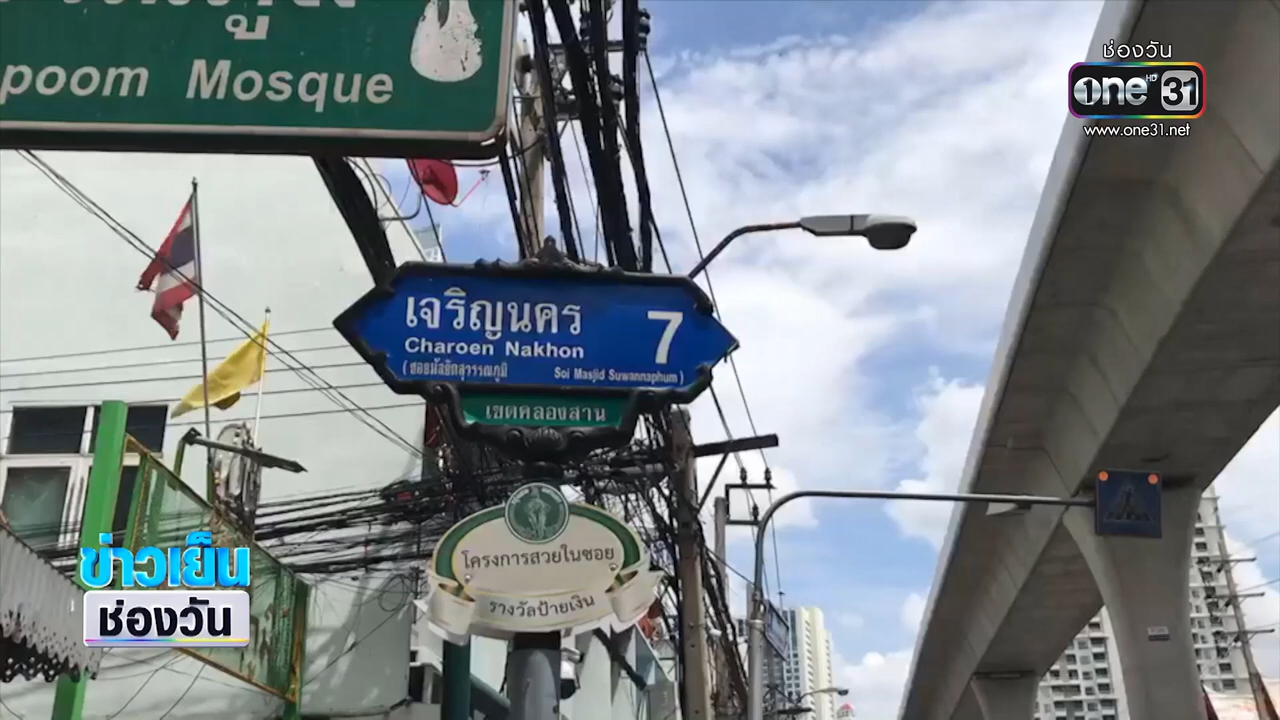 poom Mosque
ช่องวัน
one HD 31
www.one31.net
เจริญนคร 7
Charoen Nakhon
(ซอยมัสยิดสุวรรณภูมิ Soi Masjid Suwannaphum)
เขตคลองสาน
โครงการสวยในซอย
รางวัลป้ายเงิน
ข่าวเย็น
ช่องวัน